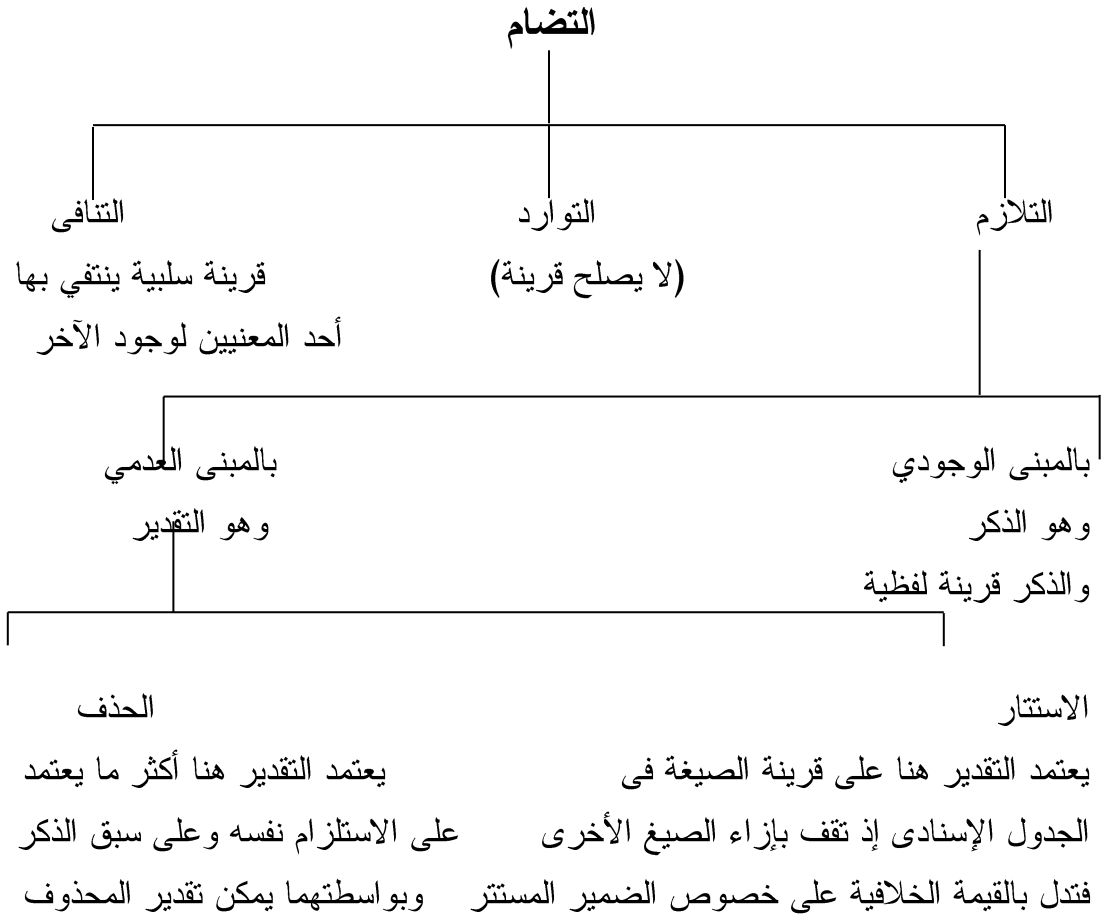 التضام
التلازم
التوارد
التنافى
(لا يصلح قرينة)
قرينة سلبية ينتفي بها
أحد المعنيين لوجود الآخر
بالمبنى الوجودي
وهو الذكر
والذكر قرينة لفظية
بالمبنى العدمي
وهو التقدير
الاستتار
يعتمد التقدير هنا على قرينة الصيغة فى
الجدول الإسنادى إذ تقف بإزاء الصيغ الأخرى
فتدل بالقيمة الخلافية على خصوص الضمير المستتر
الحذف
يعتمد التقدير هنا أكثر ما يعتمد
على الاستلزام نفسه وعلى سبق الذكر
وبواسطتهما يمكن تقدير المحذوف